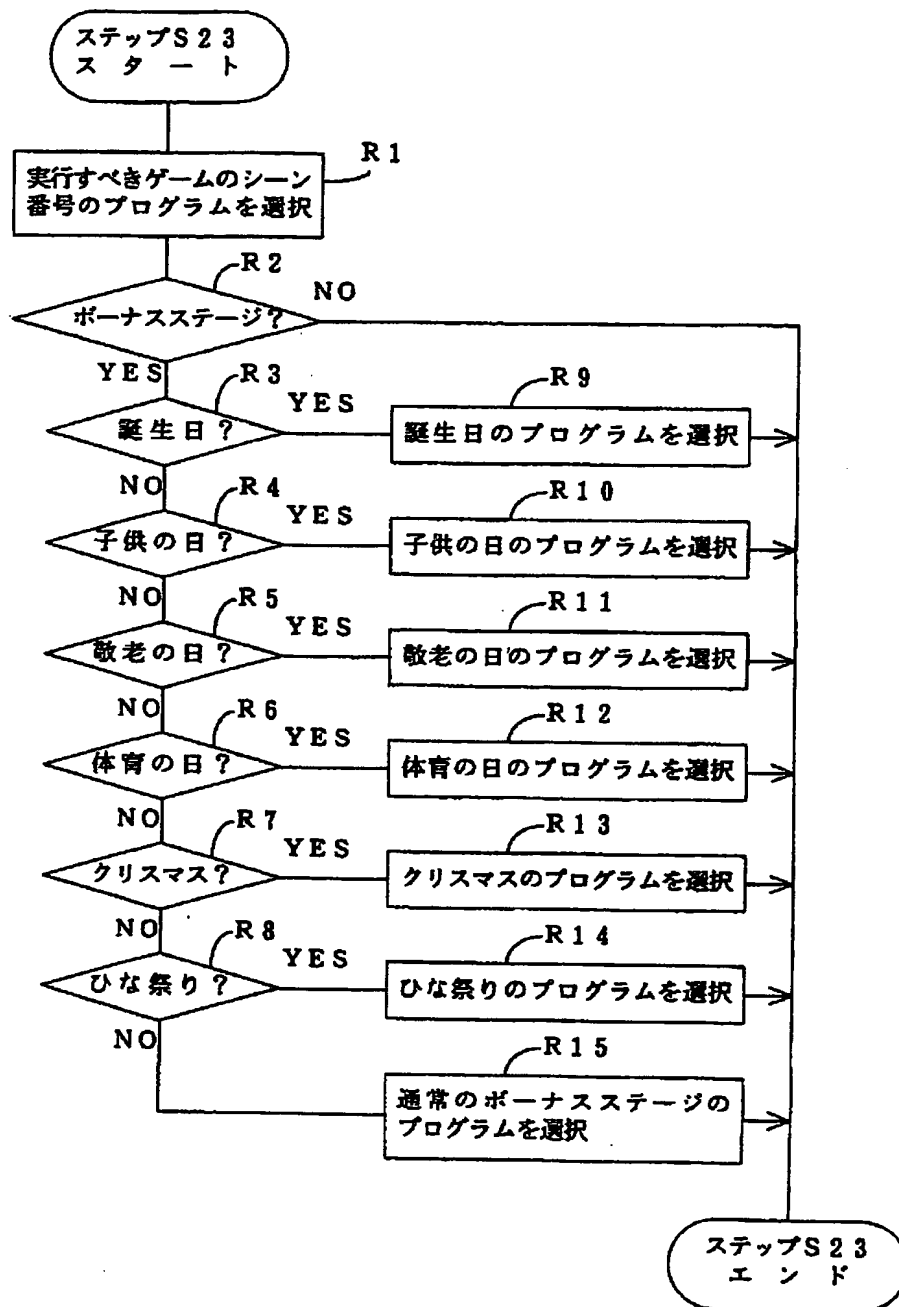 ステップS23
スタート
R1
実行すべきゲームのシーン
番号のプログラムを選択
R2
NO
ボーナスステージ?
YES
R3
YES
R9
誕生日?
誕生日のプログラムを選択
NO
R4
YES
R10
子供の日?
子供の日のプログラムを選択
NO
R5
YES
R11
敬老の日?
敬老の日のプログラムを選択
NO
R6
YES
R12
体育の日?
体育の日のプログラムを選択
NO
R7
YES
R13
クリスマス?
クリスマスのプログラムを選択
NO
R8
YES
R14
ひな祭り?
ひな祭りのプログラムを選択
NO
R15
通常のボーナスステージの
プログラムを選択
ステップS23
エンド